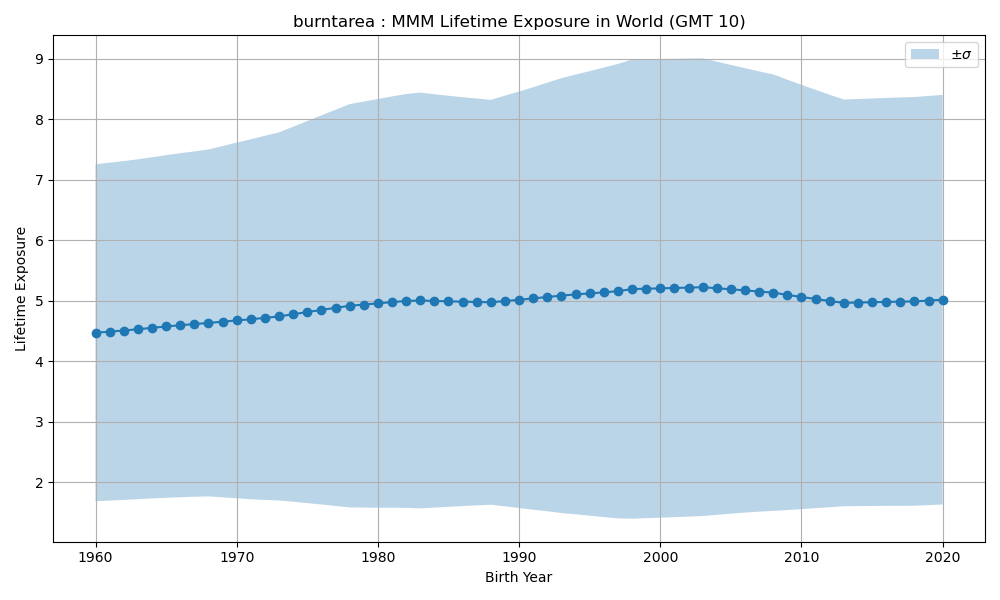 burntarea : MMM Lifetime Exposure in World (GMT 10)
±σ
9
8
7
6
5
4
3
2
Lifetime Exposure
1960 1970 1980 1990 2000 2010 2020
Birth Year